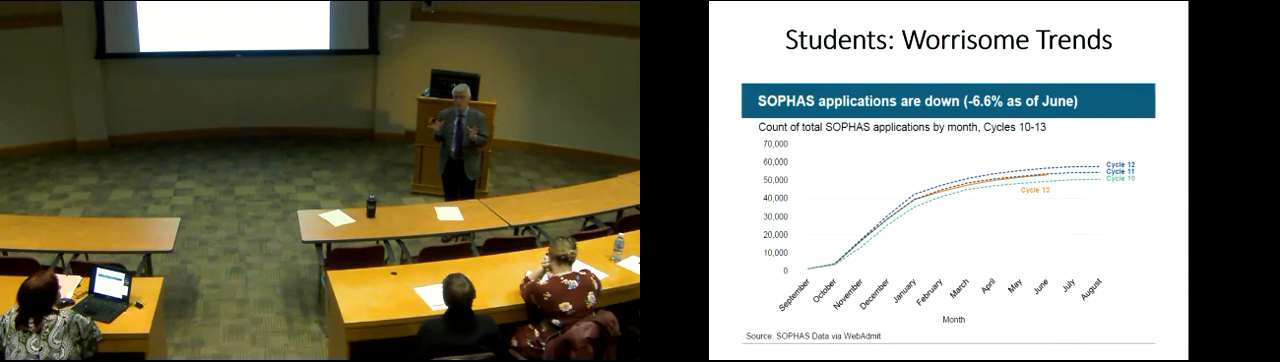 Students: Worrisome Trends
SOPHAS applications are down (-6.6% as of June)
Count of total SOPHAS applications by month, Cycles 10-13
70,000
60,000
50,000
40,000
30,000
20,000
10,000
0
Cycle 12
Cycle 11
Cycle 10
Cycle 13
September
October
November
December
January
February
March
April
May
June
July
August
Month
Source: SOPHAS Data via WebAdmit